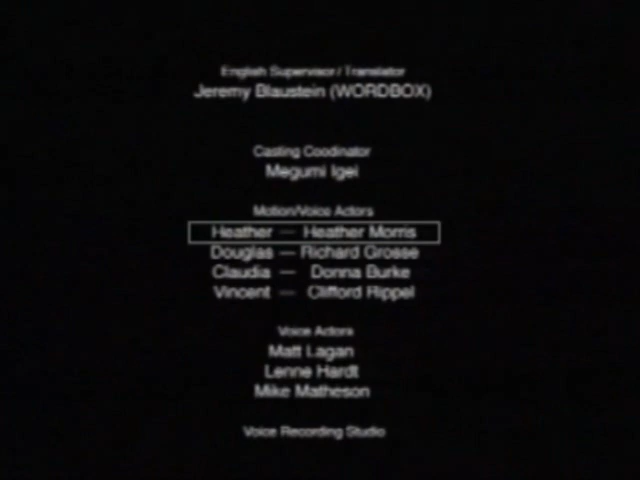 English Supervisor / Translator
Jeremy Blaustein (WORDBOX)
Casting Coodinator
Megumi Igei
Motion/Voice Actors
Heather — Heather Morris
Douglas — Richard Grosse
Claudia — Donna Burke
Vincent — Clifford Rippel
Voice Actors
Matt Lagan
Lenne Hardt
Mike Matheson
Voice Recording Studio